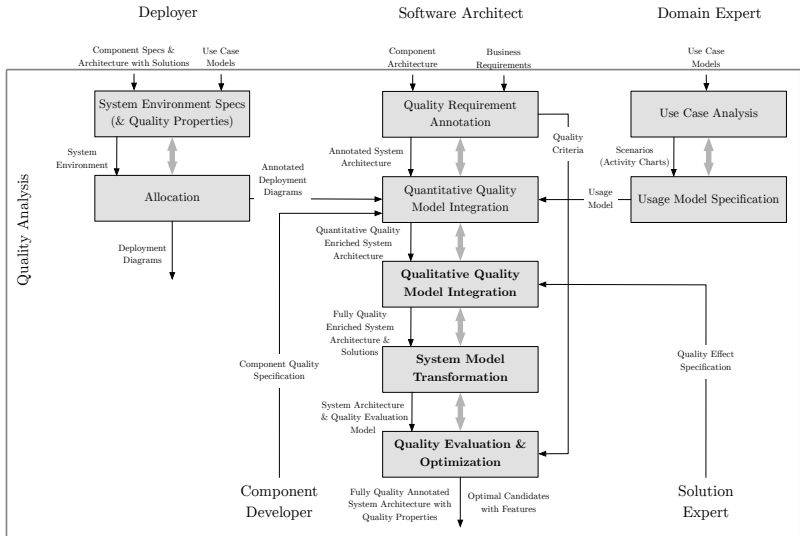 Deployer
Software Architect
Domain Expert
Component Specs &
Architecture with Solutions
Use Case
Models
Component
Architecture
Business
Requirements
Use Case
Models
System Environment Specs
(& Quality Properties)
Quality Requirement
Annotation
Use Case Analysis
System
Environment
Annotated System
Architecture
Quality
Criteria
Scenarios
(Activity Charts)
Annotated
Deployment
Diagrams
Allocation
Quantitative Quality
Model Integration
Usage
Model
Usage Model Specification
Quality Analysis
Deployment
Diagrams
Quantitative Quality
Enriched System
Architecture
Qualitative Quality
Model Integration
Fully Quality
Enriched System
Architecture &
Solutions
Component Quality
Specification
System Model
Transformation
Quality Effect
Specification
System Architecture
& Quality Evaluation
Model
Quality Evaluation &
Optimization
Component
Developer
Fully Quality Annotated
System Architecture with
Quality Properties
Optimal Candidates
with Features
Solution
Expert